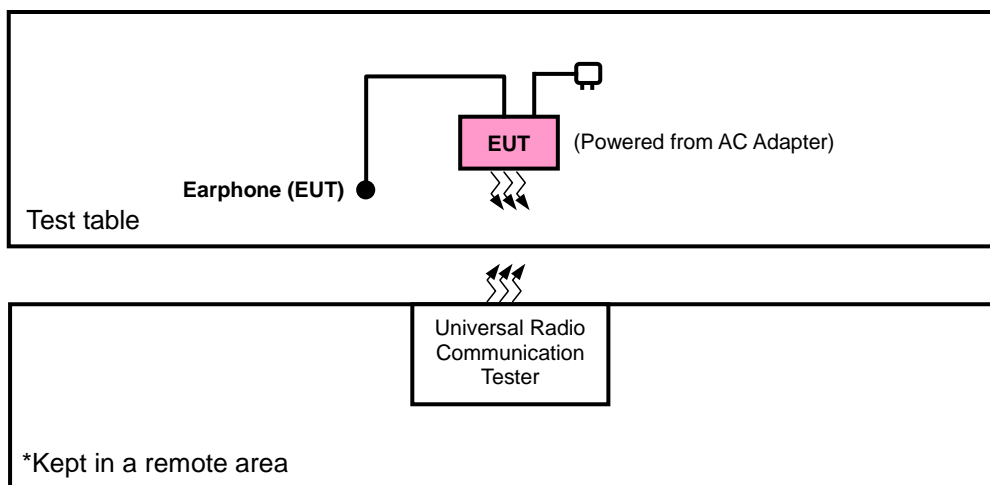 EUT
(Powered from AC Adapter)
Earphone (EUT)
Test table
Universal Radio
Communication
Tester
*Kept in a remote area